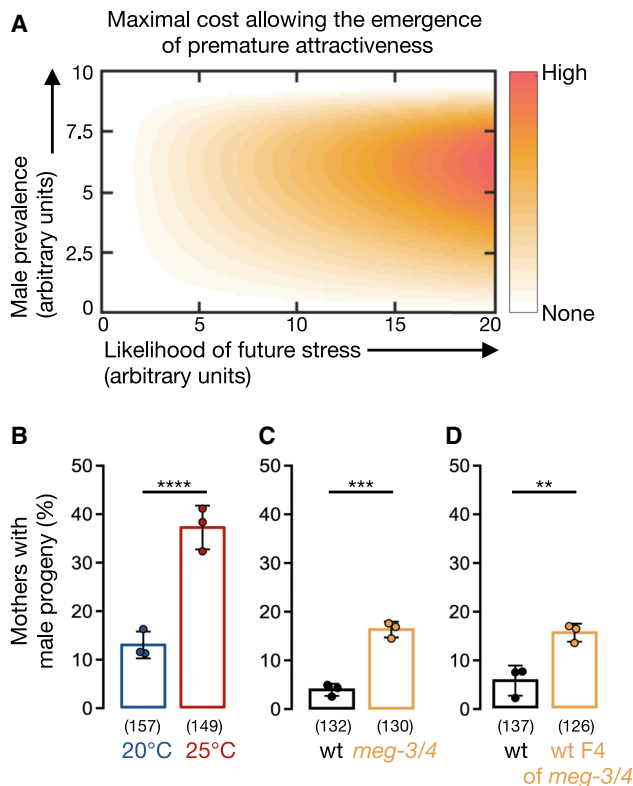 A
Maximal cost allowing the emergence
of premature attractiveness
Male prevalence
(arbitrary units)
10
7.5
5
2.5
0
0
5
10
15
20
Likelihood of future stress
(arbitrary units)
High
None
B
C
D
Mothers with
male progeny (%)
50
40
30
20
10
0
****
(157)
(149)
20°C
25°C
50
40
30
20
10
0
***
(132)
(130)
wt
meg-3/4
50
40
30
20
10
0
**
(137)
(126)
wt
wt F4
of meg-3/4